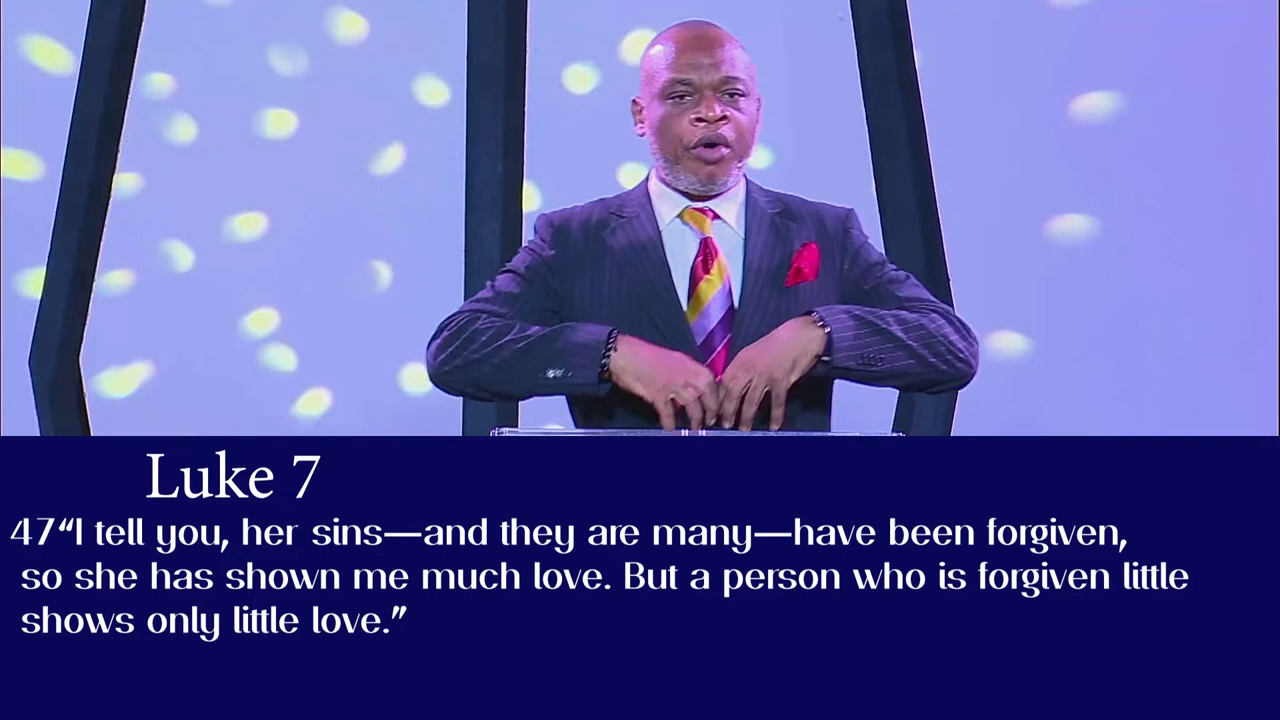 Luke 7
47“I tell you, her sins—and they are many—have been forgiven,
so she has shown me much love. But a person who is forgiven little
shows only little love.”